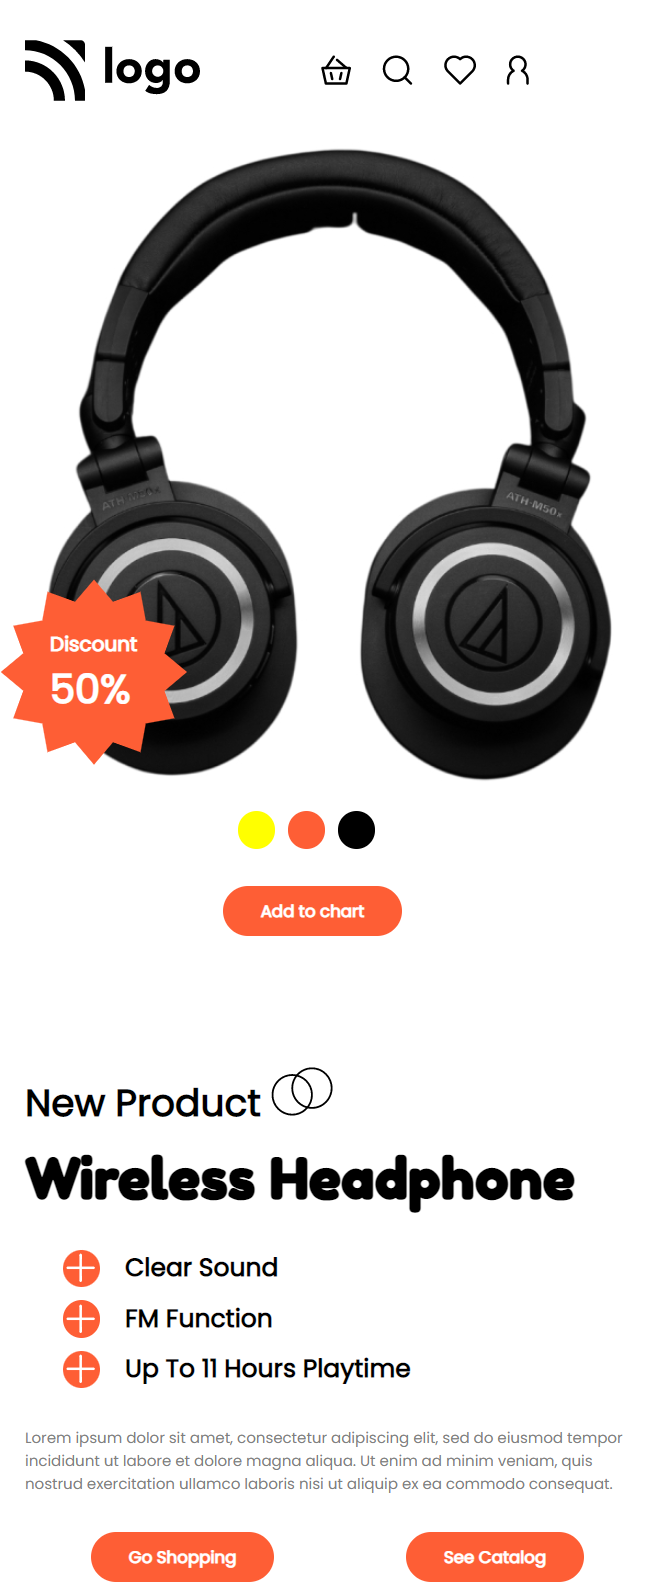 logo
ATH-M50x
Discount
50%
Add to chart
New Product
Wireless Headphone
Clear Sound
FM Function
Up To 11 Hours Playtime
Lorem ipsum dolor sit amet, consectetur adipiscing elit, sed do eiusmod tempor
incididunt ut labore et dolore magna aliqua. Ut enim ad minim veniam, quis
nostrud exercitation ullamco laboris nisi ut aliquip ex ea commodo consequat.
Go Shopping
See Catalog